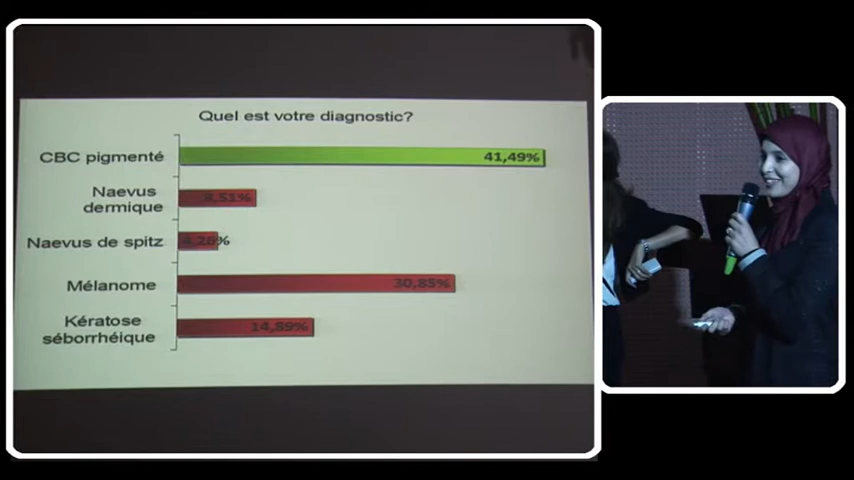 Quel est votre diagnostic?
CBC pigmenté
41,49%
Naevus
dermique
8,51%
Naevus de spitz
4,26%
Mélanome
30,85%
Kératose
séborrhéique
14,89%